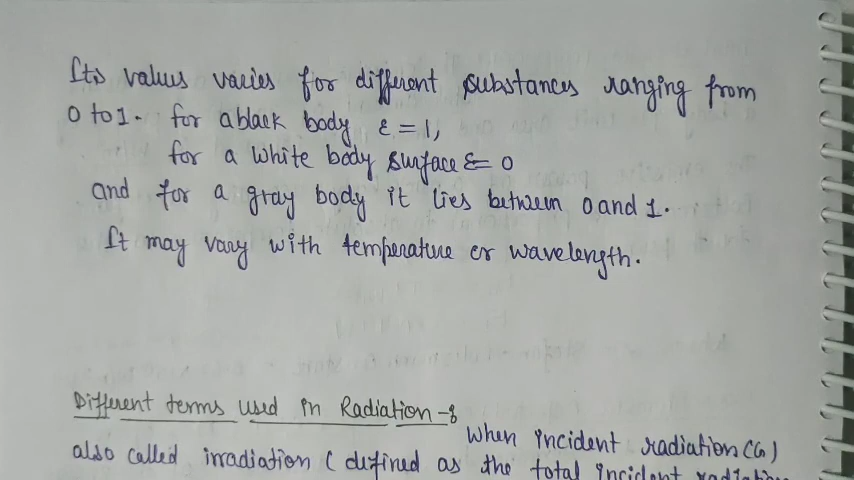 Its values varies for different substances ranging from
0 to 1. for a black body ε = 1,
for a white body surface ε = 0
and for a gray body it lies between 0 and 1.
It may vary with temperature or wavelength.
Different terms used in Radiation -:
When incident radiation (G)
also called irradiation ( defined as the total incident radiation